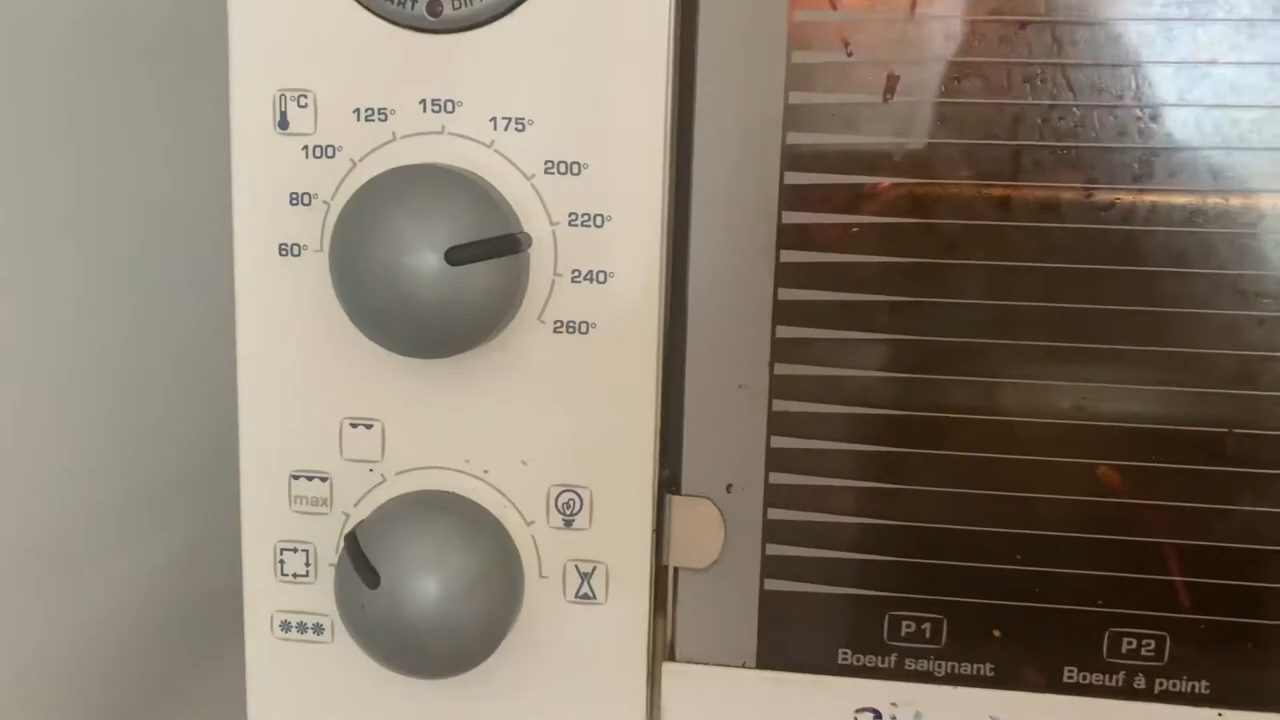 °C
125°
150°
175°
100°
200°
80°
220°
60°
240°
260°
max
***
P1
P2
Boeuf saignant
Boeuf à point